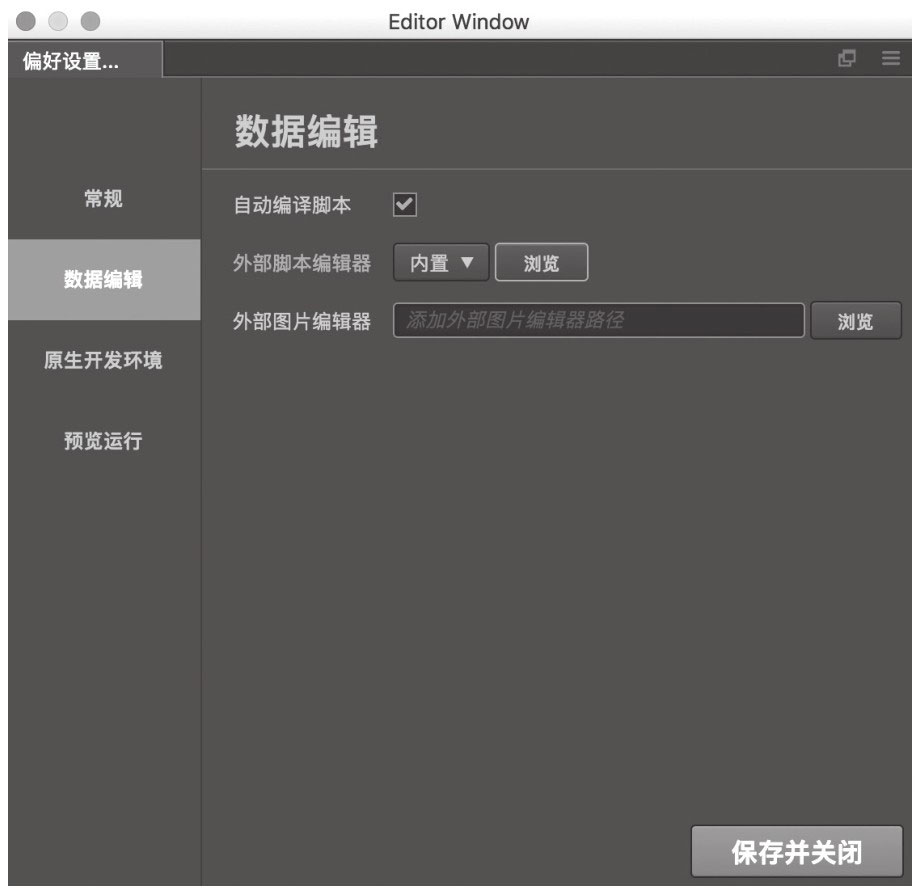 Editor Window
偏好设置...
数据编辑
常规
自动编译脚本
数据编辑
外部脚本编辑器 内置 ▼ 浏览
外部图片编辑器 添加外部图片编辑器路径 浏览
原生开发环境
预览运行
保存并关闭